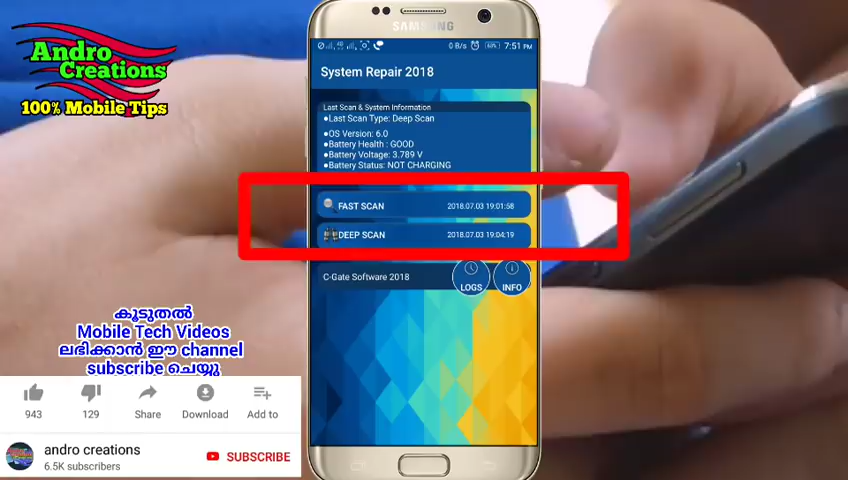 Andro
Creations
100% Mobile Tips
SAMSUNG
0 B/s 7:51 PM
System Repair 2018
Last Scan & System Information
●Last Scan Type: Deep Scan
●OS Version: 6.0
●Battery Health : GOOD
●Battery Voltage: 3.789 V
●Battery Status: NOT CHARGING
FAST SCAN 2018.07.03 19:01:58
DEEP SCAN 2018.07.03 19:04:19
C-Gate Software 2018
LOGS INFO
കൂടുതൽ
Mobile Tech Videos
ലഭിക്കാൻ ഈ channel
subscribe ചെയ്യൂ
943 129 Share Download Add to
andro creations
6.5K subscribers
SUBSCRIBE